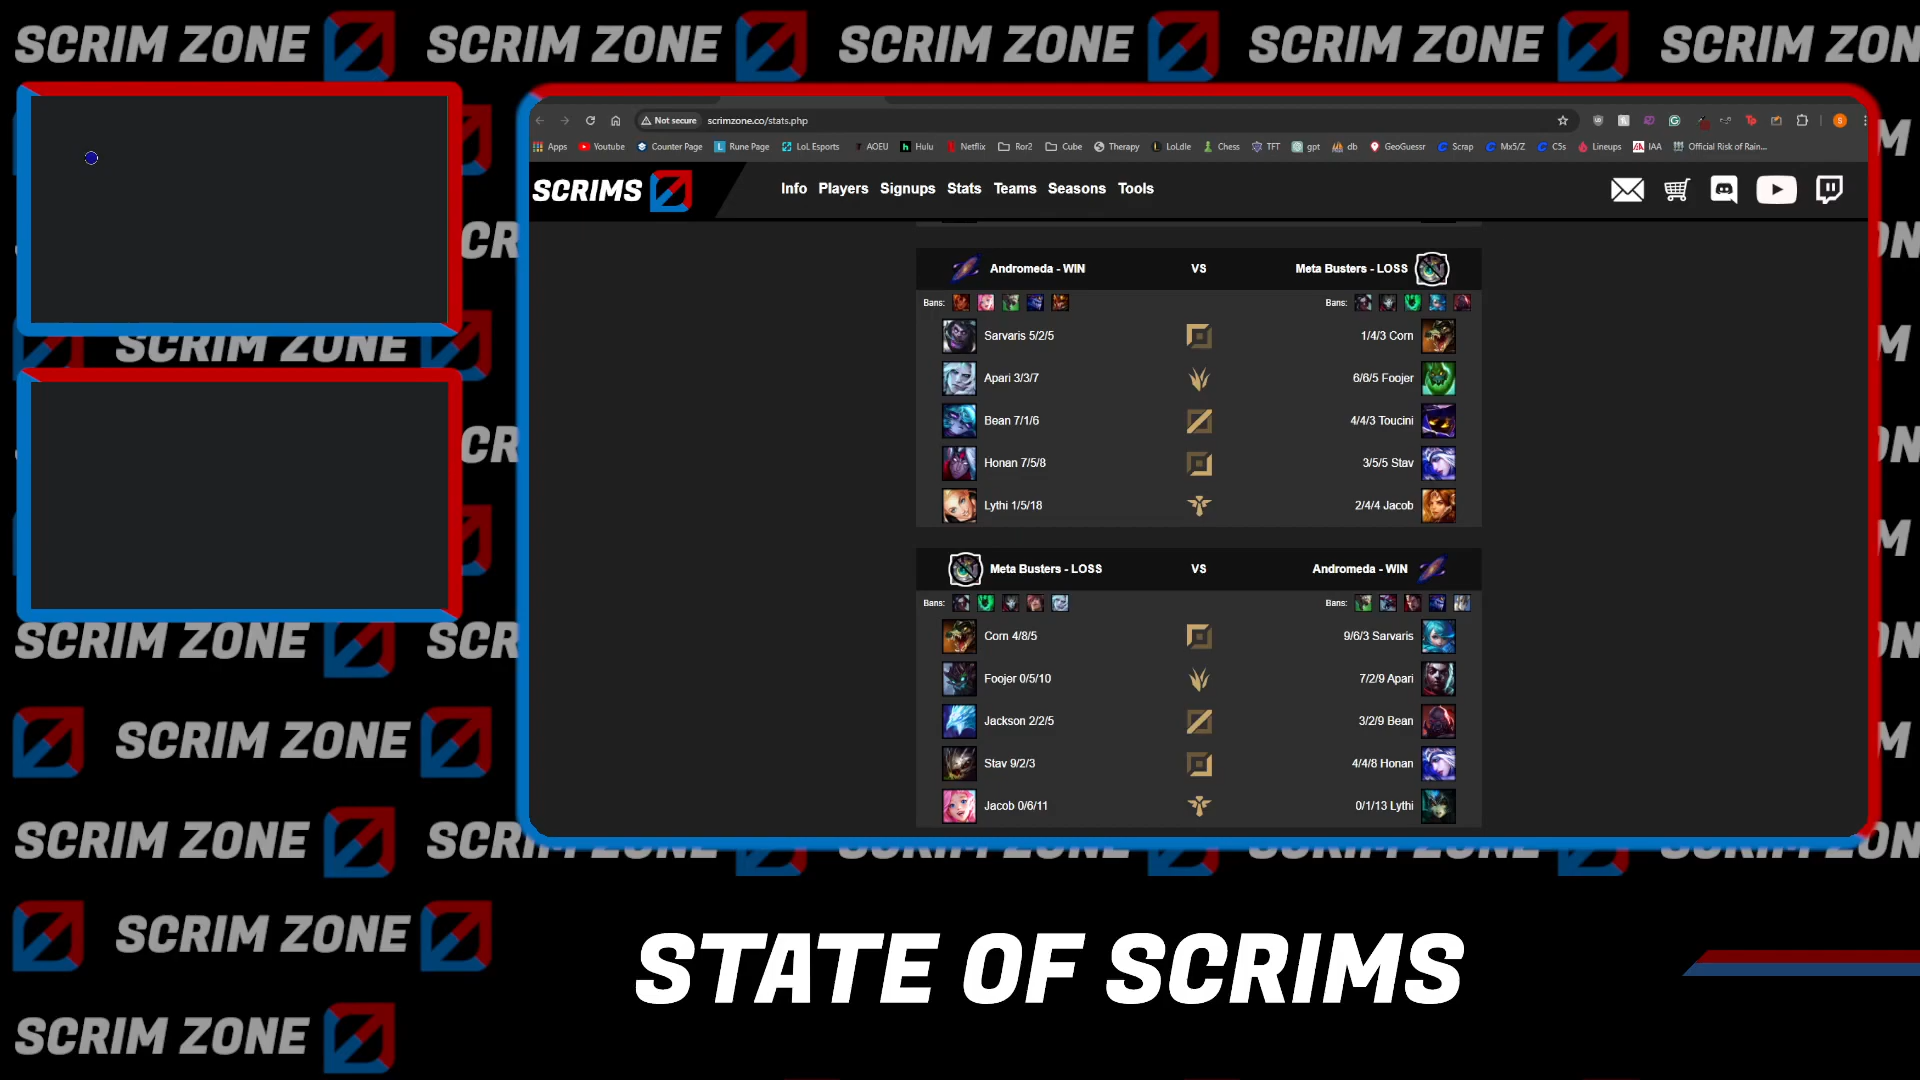 SCRIM ZONE SCRIM ZONE SCRIM ZONE SCRIM ZONE SCRIM ZON
Not secure scrimzone.co/stats.php
Apps Youtube Counter Page Rune Page LoL Esports AOEU Hulu Netflix Ror2 Cube Therapy LoLdle Chess TFT gpt db GeoGuessr Scrap Mx5/Z C5s Lineups IAA Official Risk of Rain...
SCRIMS Info Players Signups Stats Teams Seasons Tools
Andromeda - WIN VS Meta Busters - LOSS
Bans: Bans:
Sarvaris 5/2/5 1/4/3 Corn
Apari 3/3/7 6/6/5 Foojer
Bean 7/1/6 4/4/3 Toucini
Honan 7/5/8 3/5/5 Stav
Lythi 1/5/18 2/4/4 Jacob
Meta Busters - LOSS VS Andromeda - WIN
Bans: Bans:
Corn 4/8/5 9/6/3 Sarvaris
Foojer 0/5/10 7/2/9 Apari
Jackson 2/2/5 3/2/9 Bean
Stav 9/2/3 4/4/8 Honan
Jacob 0/6/11 0/1/13 Lythi
SCRIM ZONE
SCRIM ZONE SCR
SCRIM ZONE
SCRIM ZONE
SCRIM ZONE
SCRIM ZONE
STATE OF SCRIMS